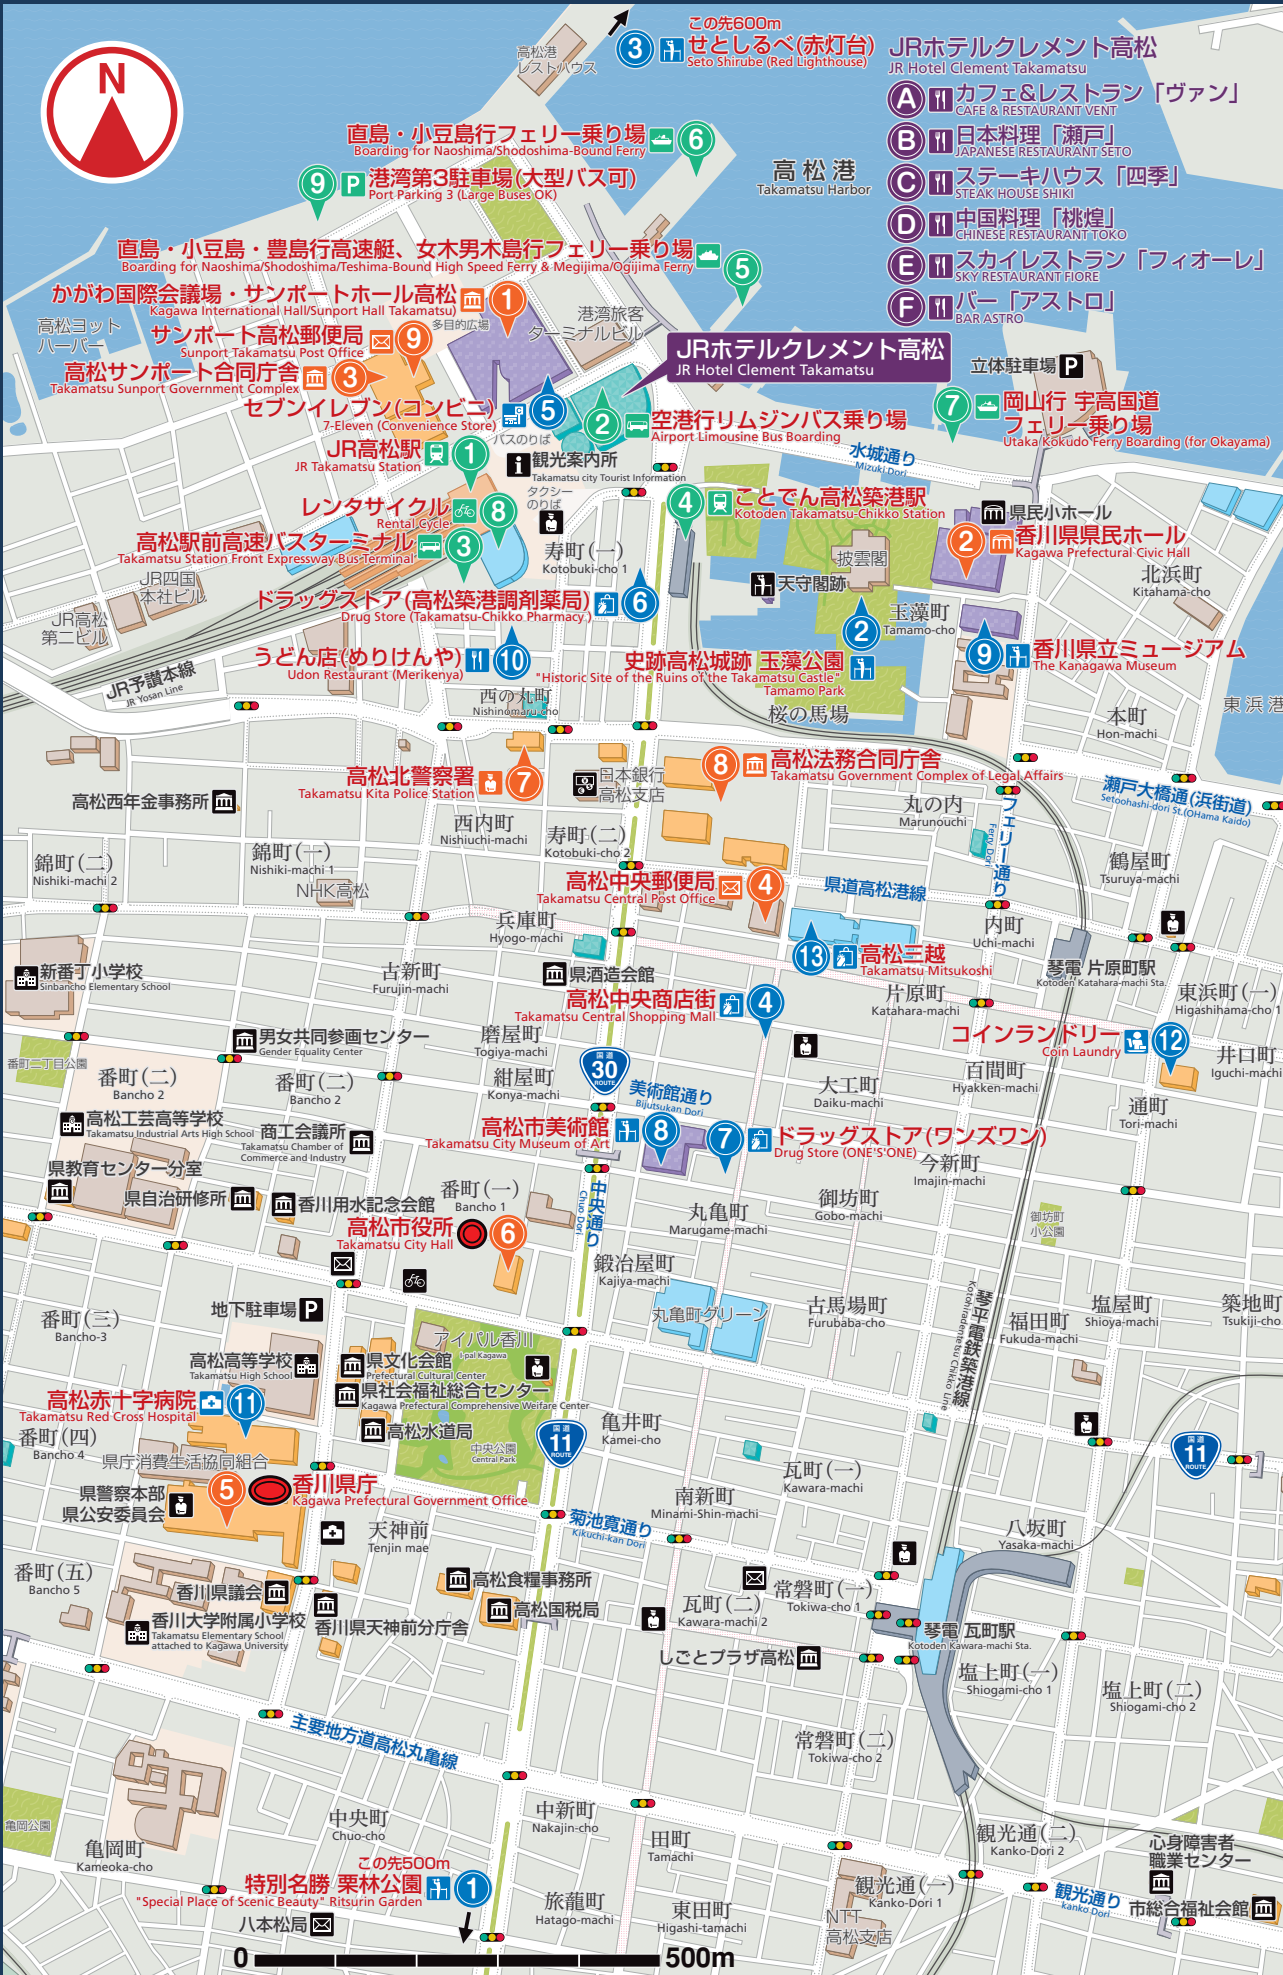 N
高松港
レストハウス
この先600m
3 せとしるべ(赤灯台)
Seto Shirube (Red Lighthouse)
JRホテルクレメント高松
JR Hotel Clement Takamatsu
A カフェ&レストラン「ヴァン」
CAFE & RESTAURANT VENT
B 日本料理「瀬戸」
JAPANESE RESTAURANT SETO
C ステーキハウス「四季」
STEAK HOUSE SHIKI
D 中国料理「桃煌」
CHINESE RESTAURANT TOKO
E スカイレストラン「フィオーレ」
SKY RESTAURANT FIORE
F バー「アストロ」
BAR ASTRO
直島・小豆島行フェリー乗り場 6
Boarding for Naoshima/Shodoshima-Bound Ferry
9 P 港湾第3駐車場(大型バス可)
Port Parking 3 (Large Buses OK)
高松港
Takamatsu Harbor
直島・小豆島・豊島行高速艇、女木男木島行フェリー乗り場 5
Boarding for Naoshima/Shodoshima/Teshima-Bound High Speed Ferry & Megijima/Ogijima Ferry
かがわ国際会議場・サンポートホール高松 1
Kagawa International Hall/Sunport Hall Takamatsu)
高松ヨット
ハーバー
多目的広場
港湾旅客
ターミナルビル
サンポート高松郵便局 9
Sunport Takamatsu Post Office
高松サンポート合同庁舎 3
Takamatsu Sunport Government Complex
JRホテルクレメント高松
JR Hotel Clement Takamatsu
立体駐車場 P
セブンイレブン(コンビニ) 5
7-Eleven (Convenience Store)
バスのりば
2 空港行リムジンバス乗り場
Airport Limousine Bus Boarding
7 岡山行 宇高国道
フェリー乗り場
Utaka Kokudo Ferry Boarding (for Okayama)
JR高松駅 1
JR Takamatsu Station
観光案内所
Takamatsu city Tourist Information
水城通り
Mizuki Dori
タクシー
のりば
レンタサイクル 8
Rental Cycle
4 ことでん高松築港駅
Kotoden Takamatsu-Chikko Station
県民小ホール
2 香川県県民ホール
Kagawa Prefectural Civic Hall
高松駅前高速バスターミナル 3
Takamatsu Station Front Expressway Bus Terminal
寿町(一)
Kotobuki-cho 1
披雲閣
天守閣跡
北浜町
Kitahama-cho
JR四国
本社ビル
JR高松
第二ビル
ドラッグストア(高松築港調剤薬局) 6
Drug Store (Takamatsu-Chikko Pharmacy)
2
玉藻町
Tamamo-cho
うどん店(めりけんや) 10
Udon Restaurant (Merikenya)
史跡高松城跡 玉藻公園
"Historic Site of the Ruins of the Takamatsu Castle"
Tamamo Park
9 香川県立ミュージアム
The Kanagawa Museum
JR予讃本線
JR Yosan Line
西の丸町
Nishinomaru-cho
桜の馬場
本町
Hon-machi
東浜港
高松北警察署 7
Takamatsu Kita Police Station
日本銀行
高松支店
8 高松法務合同庁舎
Takamatsu Government Complex of Legal Affairs
高松西年金事務所
丸の内
Marunouchi
フェリー通り
Ferry Dori
瀬戸大橋通(浜街道)
Setoohashi-dori St.(OHama Kaido)
西内町
Nishiuchi-machi
寿町(二)
Kotobuki-cho 2
錦町(二)
Nishiki-machi 2
錦町(一)
Nishiki-machi 1
NHK高松
鶴屋町
Tsuruya-machi
高松中央郵便局 4
Takamatsu Central Post Office
県道高松港線
兵庫町
Hyogo-machi
内町
Uchi-machi
13 高松三越
Takamatsu Mitsukoshi
新番丁小学校
Sinbancho Elementary School
古新町
Furujin-machi
県酒造会館
琴電 片原町駅
Kotoden Katahara-machi Sta.
高松中央商店街 4
Takamatsu Central Shopping Mall
片原町
Katahara-machi
東浜町(一)
Higashihama-cho 1
男女共同参画センター
Gender Equality Center
磨屋町
Togiya-machi
コインランドリー 12
Coin Laundry
番町二丁目公園
番町(二)
Bancho 2
番町(二)
Bancho 2
紺屋町
Konya-machi
国道
30
ROUTE
美術館通り
Bijutsukan Dori
大工町
Daiku-machi
百間町
Hyakken-machi
井口町
Iguchi-machi
通町
Tori-machi
高松工芸高等学校
Takamatsu Industrial Arts High School
商工会議所
Takamatsu Chamber of
Commerce and Industry
高松市美術館 8
Takamatsu City Museum of Art
7 ドラッグストア(ワンズワン)
Drug Store (ONE'S'ONE)
今新町
Imajin-machi
県教育センター分室
県自治研修所
香川用水記念会館
番町(一)
Bancho 1
中央通り
Chuo Dori
丸亀町
Marugame-machi
御坊町
Gobo-machi
御坊町
小公園
高松市役所 6
Takamatsu City Hall
鍛冶屋町
Kajiya-machi
地下駐車場 P
番町(三)
Bancho-3
アイパル香川
I-pal Kagawa
丸亀町グリーン
古馬場町
Furubaba-cho
琴平電鉄築港線
Kotohiradentetsu Chikko Line
福田町
Fukuda-machi
塩屋町
Shioya-machi
築地町
Tsukiji-cho
高松高等学校
Takamatsu High School
県文化会館
Prefectural Cultural Center
県社会福祉総合センター
Kagawa Prefectural Comprehensive Weifare Center
高松赤十字病院 11
Takamatsu Red Cross Hospital
高松水道局
中央公園
Central Park
国道
11
ROUTE
亀井町
Kamei-cho
国道
11
ROUTE
番町(四)
Bancho 4
県庁消費生活協同組合
瓦町(一)
Kawara-machi
県警察本部
県公安委員会
5 香川県庁
Kagawa Prefectural Government Office
南新町
Minami-Shin-machi
菊池寛通り
Kikuchi-kan Dori
天神前
Tenjin mae
八坂町
Yasaka-machi
番町(五)
Bancho 5
香川県議会
高松食糧事務所
常磐町(一)
Tokiwa-cho 1
高松国税局
瓦町(二)
Kawara-machi 2
香川大学附属小学校
Takamatsu Elementary School
attached to Kagawa University
香川県天神前分庁舎
琴電 瓦町駅
Kotoden Kawara-machi Sta.
しごとプラザ高松
塩上町(一)
Shiogami-cho 1
塩上町(二)
Shiogami-cho 2
主要地方道高松丸亀線
常磐町(二)
Tokiwa-cho 2
亀岡公園
亀岡町
Kameoka-cho
中央町
Chuo-cho
中新町
Nakajin-cho
田町
Tamachi
観光通(二)
Kanko-Dori 2
心身障害者
職業センター
この先500m
特別名勝 栗林公園 1
"Special Place of Scenic Beauty" Ritsurin Garden
観光通(一)
Kanko-Dori 1
観光通り
Kanko Dori
市総合福祉会館
八本松局
旅籠町
Hatago-machi
東田町
Higashi-tamachi
NTT
高松支店
0 500m